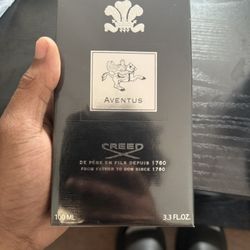 AVENTUS
CREED
DE PÈRE EN FILS DEPUIS 1760
FROM FATHER TO SON SINCE 1760
100 ML 3.3 FL.OZ.